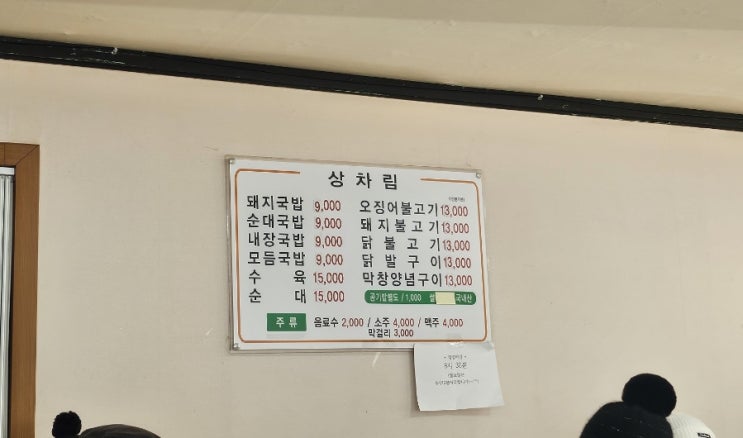 상차림
돼지국밥 9,000
순대국밥 9,000
내장국밥 9,000
모듬국밥 9,000
수육 15,000
순대 15,000
오징어불고기 13,000
돼지불고기 13,000
닭불고기 13,000
닭발구이 13,000
막창양념구이 13,000
공기밥별도 / 1,000 쌀 국내산
주류 음료수 2,000 / 소주 4,000 / 맥주 4,000
막걸리 3,000